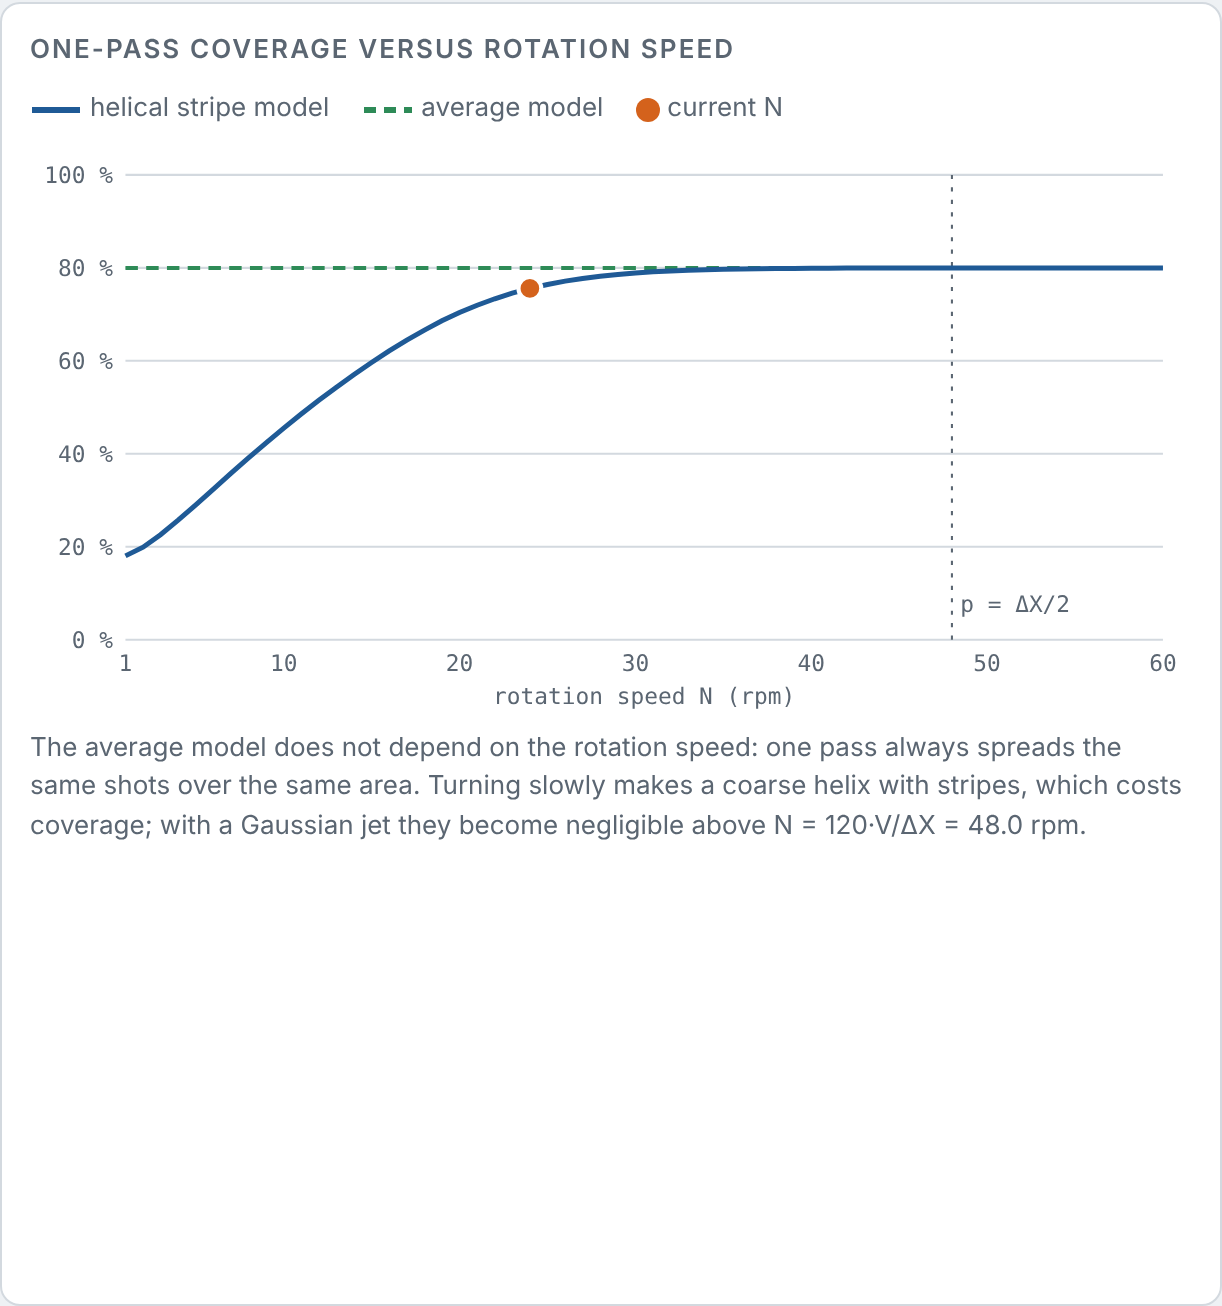 ONE-PASS COVERAGE VERSUS ROTATION SPEED
helical stripe model average model current N
100 %
80 %
60 %
40 %
20 %
0 %
p = ΔX/2
1 10 20 30 40 50 60
rotation speed N (rpm)
The average model does not depend on the rotation speed: one pass always spreads the
same shots over the same area. Turning slowly makes a coarse helix with stripes, which costs
coverage; with a Gaussian jet they become negligible above N = 120·V/ΔX = 48.0 rpm.